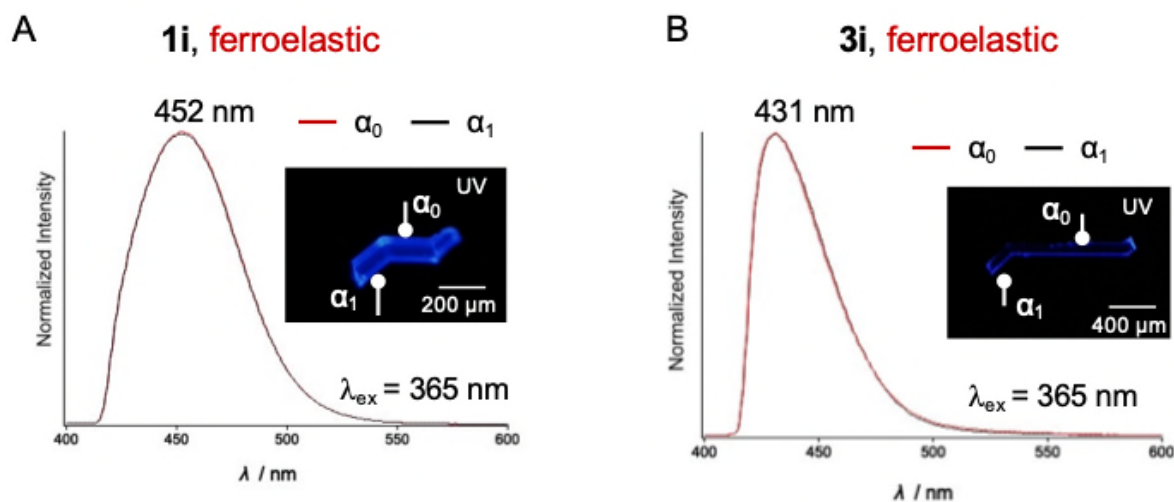 A
1i, ferroelastic
452 nm
α₀ α₁
UV
α₀
α₁
200 μm
λex = 365 nm
Normalized Intensity
400 450 500 550 600
λ / nm
B
3i, ferroelastic
431 nm
α₀ α₁
UV
α₀
α₁
400 μm
λex = 365 nm
Normalized Intensity
400 450 500 550 600
λ / nm